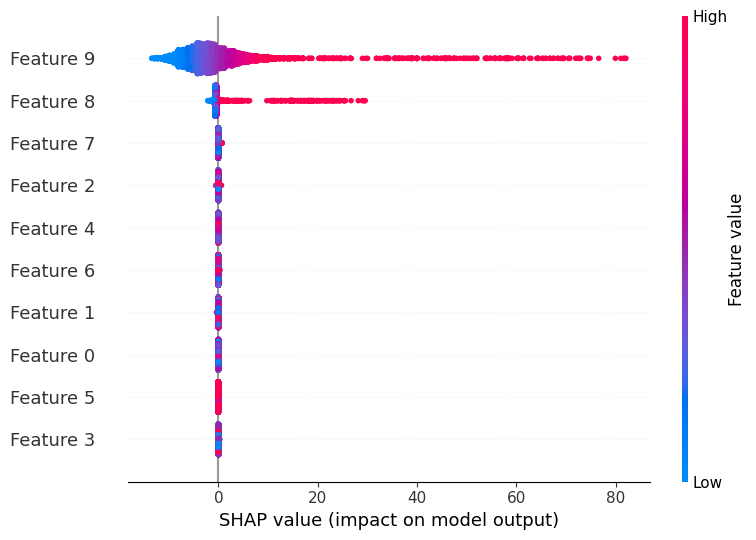 High
Feature 9
Feature 8
Feature 7
Feature 2
Feature 4
Feature 6
Feature 1
Feature 0
Feature 5
Feature 3
Feature value
Low
0 20 40 60 80
SHAP value (impact on model output)